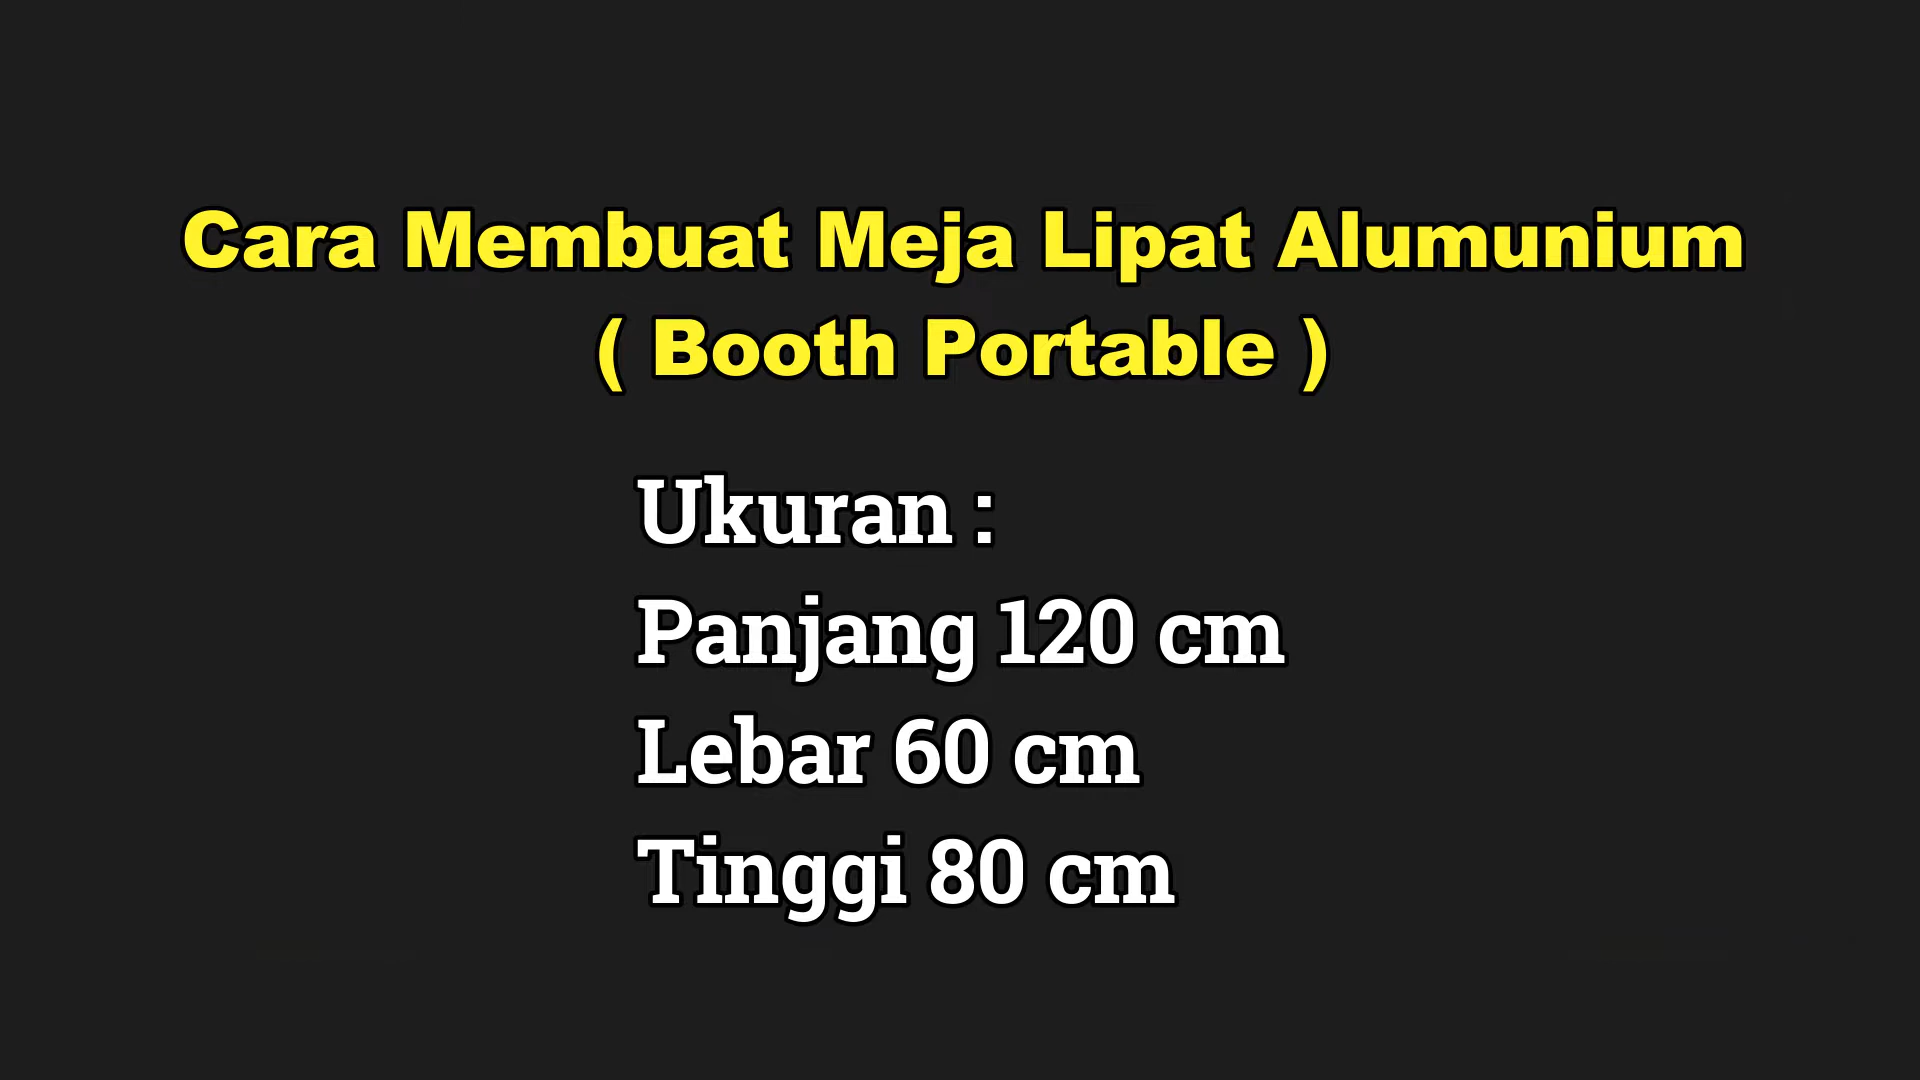 Cara Membuat Meja Lipat Alumunium
( Booth Portable )
Ukuran :
Panjang 120 cm
Lebar 60 cm
Tinggi 80 cm